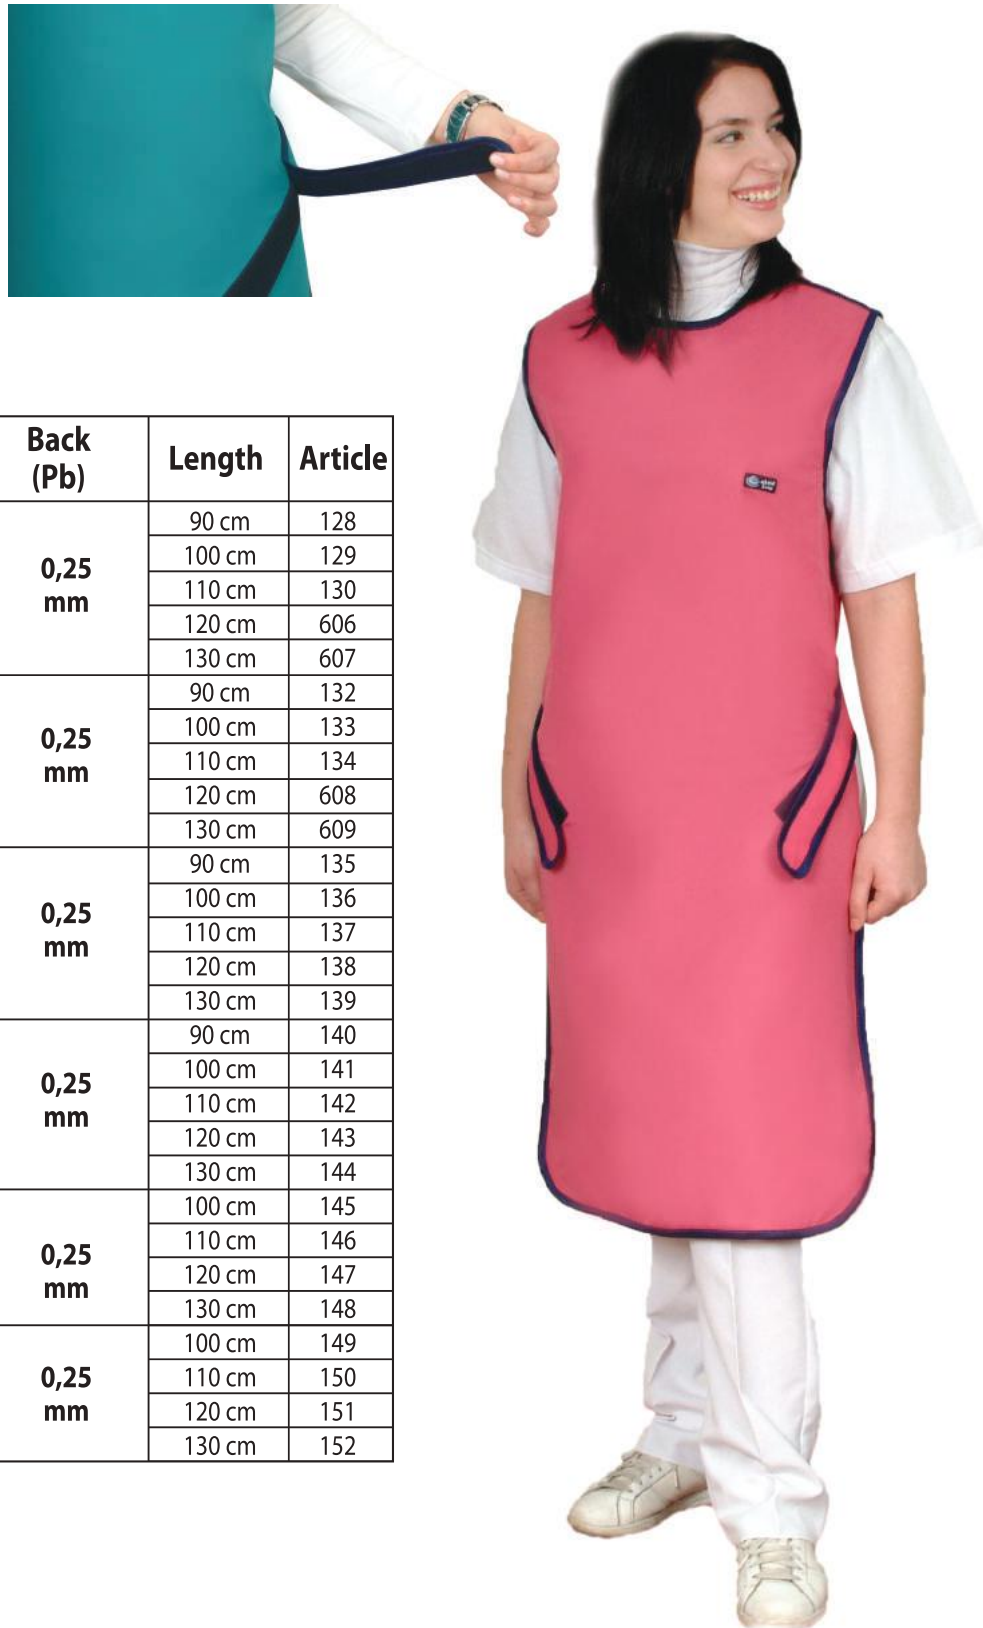 Back
(Pb)
Length
Article
0,25
mm
90 cm 128
100 cm 129
110 cm 130
120 cm 606
130 cm 607
0,25
mm
90 cm 132
100 cm 133
110 cm 134
120 cm 608
130 cm 609
0,25
mm
90 cm 135
100 cm 136
110 cm 137
120 cm 138
130 cm 139
0,25
mm
90 cm 140
100 cm 141
110 cm 142
120 cm 143
130 cm 144
0,25
mm
100 cm 145
110 cm 146
120 cm 147
130 cm 148
0,25
mm
100 cm 149
110 cm 150
120 cm 151
130 cm 152